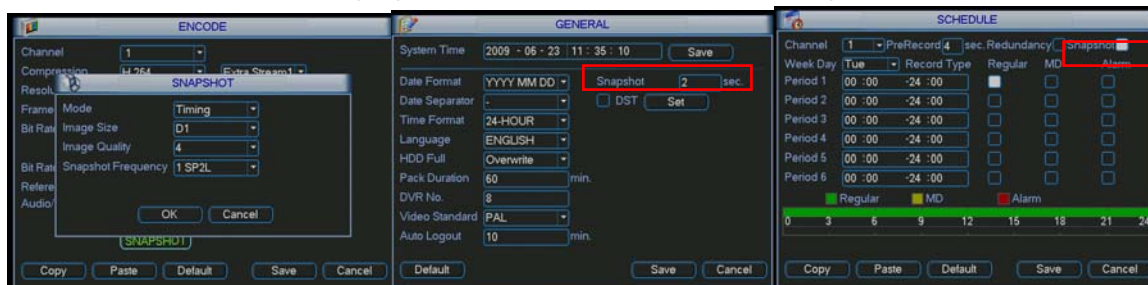 ENCODE
Channel 1
Compression H.264 Extra Stream1
SNAPSHOT
Frame
Mode Timing
Bit Rate
Image Size D1
Image Quality 4
Bit Rate
Snapshot Frequency 1 SP2L
Audio/
OK Cancel
SNAPSHOT
Copy Paste Default Save Cancel
GENERAL
System Time 2009 - 06 - 23 11 : 35 : 10 Save
Date Format YYYY MM DD Snapshot 2 sec.
Date Separator - DST Set
Time Format 24-HOUR
Language ENGLISH
HDD Full Overwrite
Pack Duration 60 min.
DVR No. 8
Video Standard PAL
Auto Logout 10 min.
Default Save Cancel
SCHEDULE
Channel 1 PreRecord 4 sec. Redundancy Snapshot
Week Day Tue Record Type Regular MD Alarm
Period 1 00 :00 -24 :00
Period 2 00 :00 -24 :00
Period 3 00 :00 -24 :00
Period 4 00 :00 -24 :00
Period 5 00 :00 -24 :00
Period 6 00 :00 -24 :00
Regular MD Alarm
0 3 6 9 12 15 18 21 24
Copy Paste Default Save Cancel